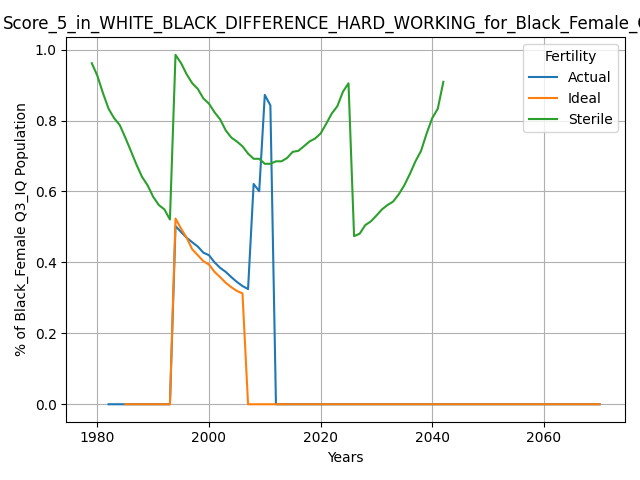 Score_5_in_WHITE_BLACK_DIFFERENCE_HARD_WORKING_for_Black_Female_
Fertility
Actual
Ideal
Sterile
% of Black_Female Q3_IQ Population
1.0
0.8
0.6
0.4
0.2
0.0
1980 2000 2020 2040 2060
Years